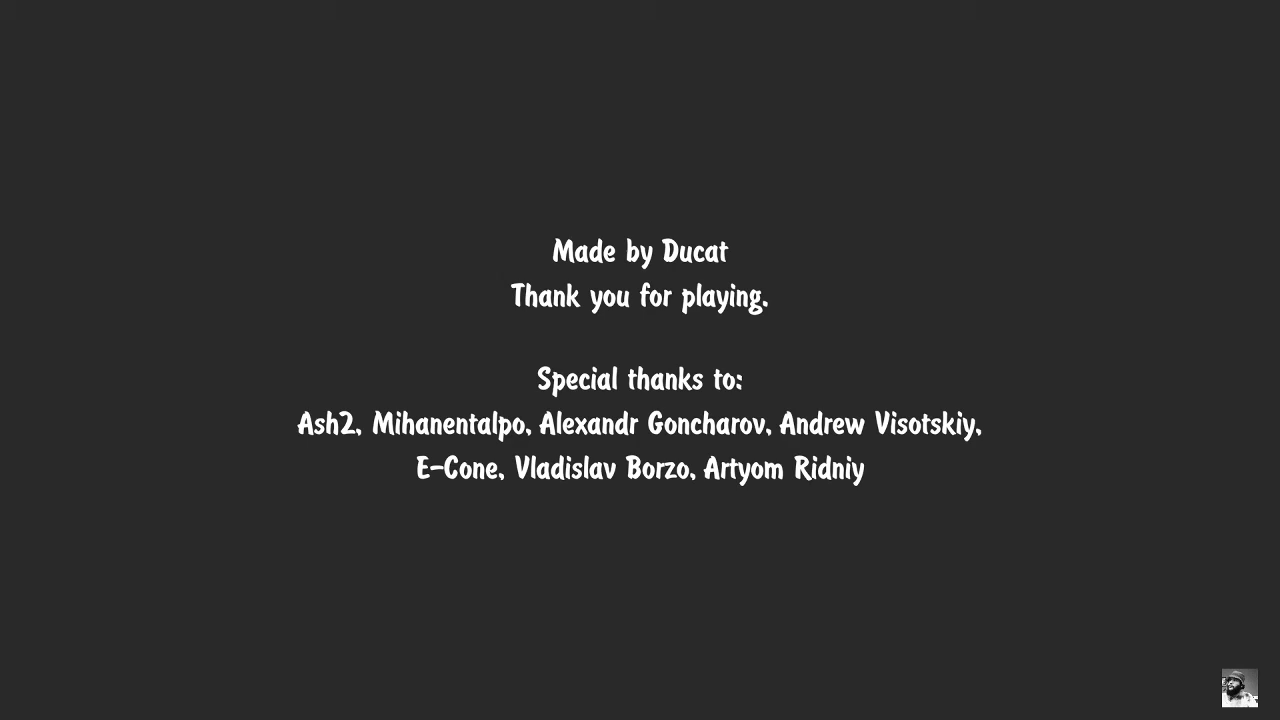 Made by Ducat
Thank you for playing.
Special thanks to:
Ash2, Mihanentalpo, Alexandr Goncharov, Andrew Visotskiy,
E-Cone, Vladislav Borzo, Artyom Ridniy